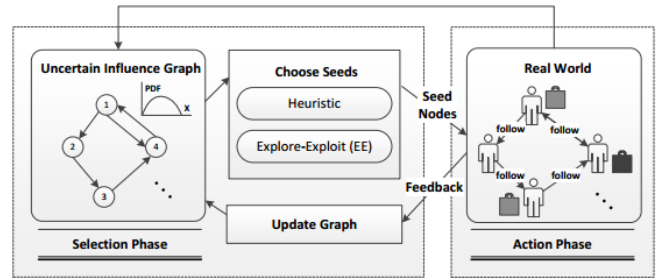 Uncertain Influence Graph
PDF
X
1
2
4
3
Selection Phase
Choose Seeds
Heuristic
Explore-Exploit (EE)
Update Graph
Seed
Nodes
Feedback
Real World
follow
follow
follow
follow
Action Phase